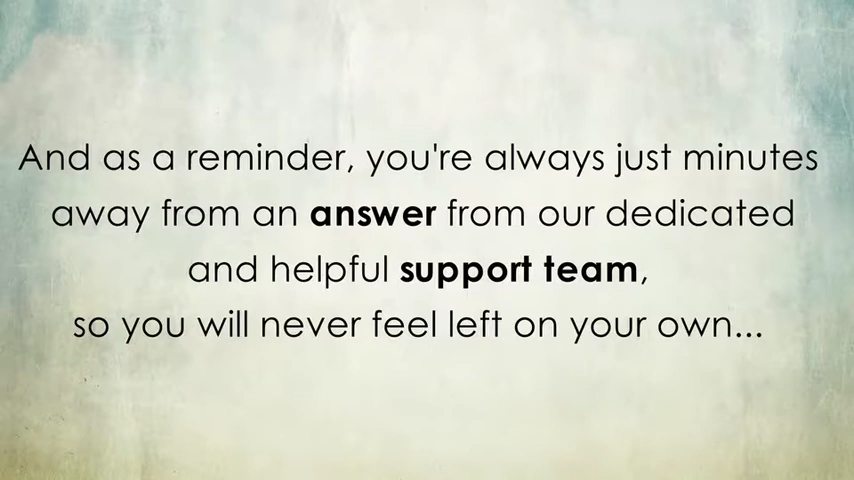 And as a reminder, you're always just minutes
away from an answer from our dedicated
and helpful support team,
so you will never feel left on your own...